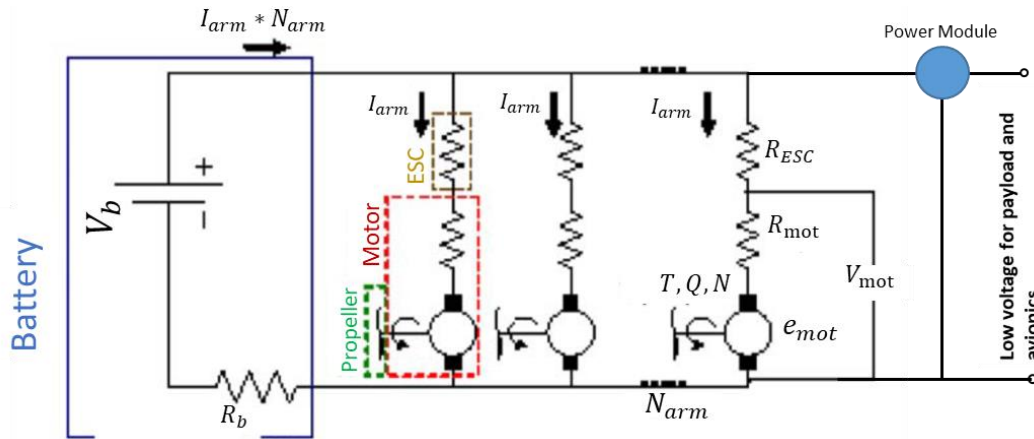 I_arm * N_arm
Power Module
I_arm
I_arm
I_arm
R_ESC
ESC
+
V_b
−
Battery
Motor
R_mot
V_mot
Propeller
T, Q, N
e_mot
R_b
N_arm
Low voltage for payload and
avionics